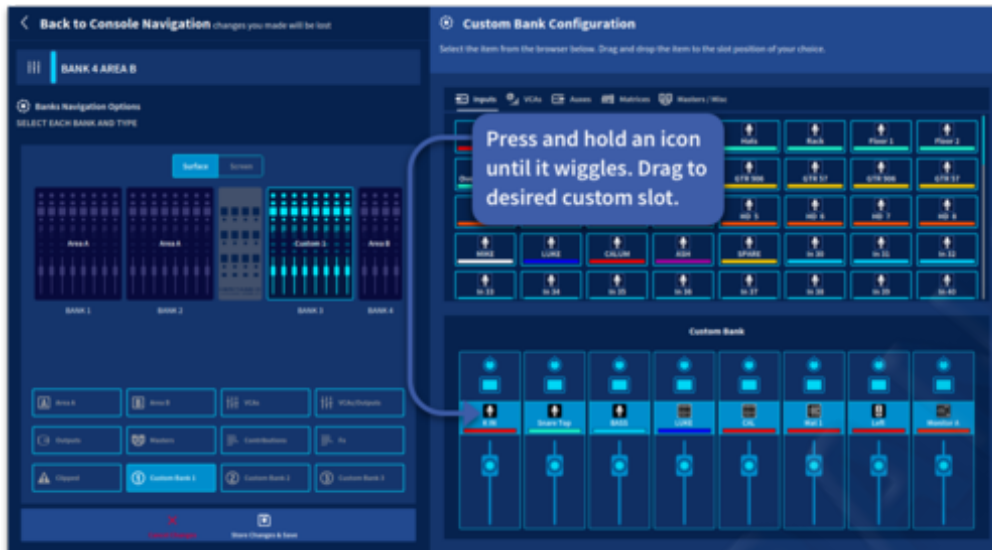 Back to Console Navigation changes you made will be lost
BANK 4 AREA B
Banks Navigation Options
SELECT EACH BANK AND TYPE
Surface Screen
Area A Area A Custom 1 Area B
BANK 1 BANK 2 BANK 3 BANK 4
Area A Area B VCAs VCAs/Outputs
Outputs Masters Contributions Fx
Clipped Custom Bank 1 Custom Bank 2 Custom Bank 3
Store Changes & Save
Custom Bank Configuration
Select the item from the browser below. Drag and drop the item to the slot position of your choice.
Inputs VCAs Auxes Matrices Masters / Misc
Press and hold an icon
until it wiggles. Drag to
desired custom slot.
Hats Rack Floor 1 Floor 2
GTR 906 GTR 57 GTR 906 GTR 57
HD 5 HD 6 HD 7 HD 8
MIKE LUKE CALUM ASH SPARE In 30 In 31 In 32
In 33 In 34 In 35 In 36 In 37 In 38 In 39 In 40
Custom Bank
K IN Snare Top BASS LUKE CAL Mat 1 Left Monitor A